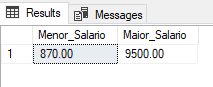 Results Messages
Menor_Salario Maior_Salario
1 870.00 9500.00